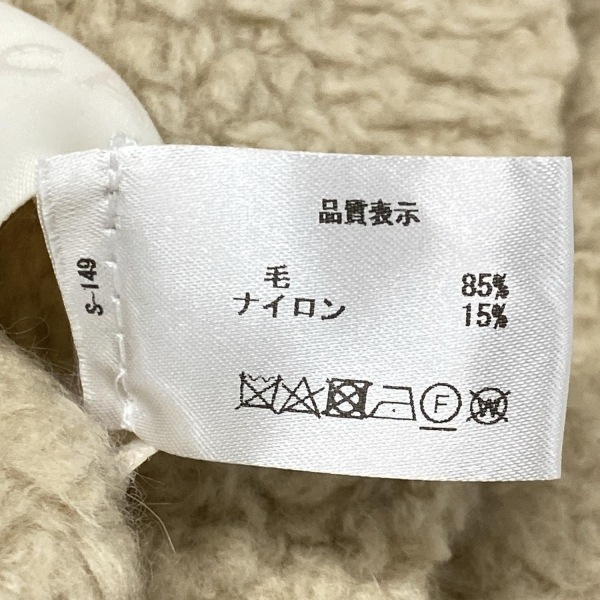 品質表示
毛 85%
ナイロン 15%
F
W
S-149